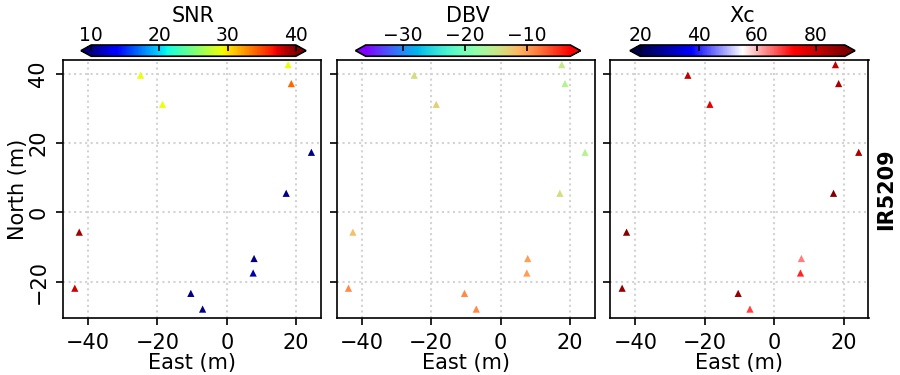 SNR DBV Xc
10 20 30 40 −30 −20 −10 20 40 60 80
40
20
0
−20
North (m)
−40 −20 0 20 −40 −20 0 20 −40 −20 0 20
East (m) East (m) East (m)
IR5209